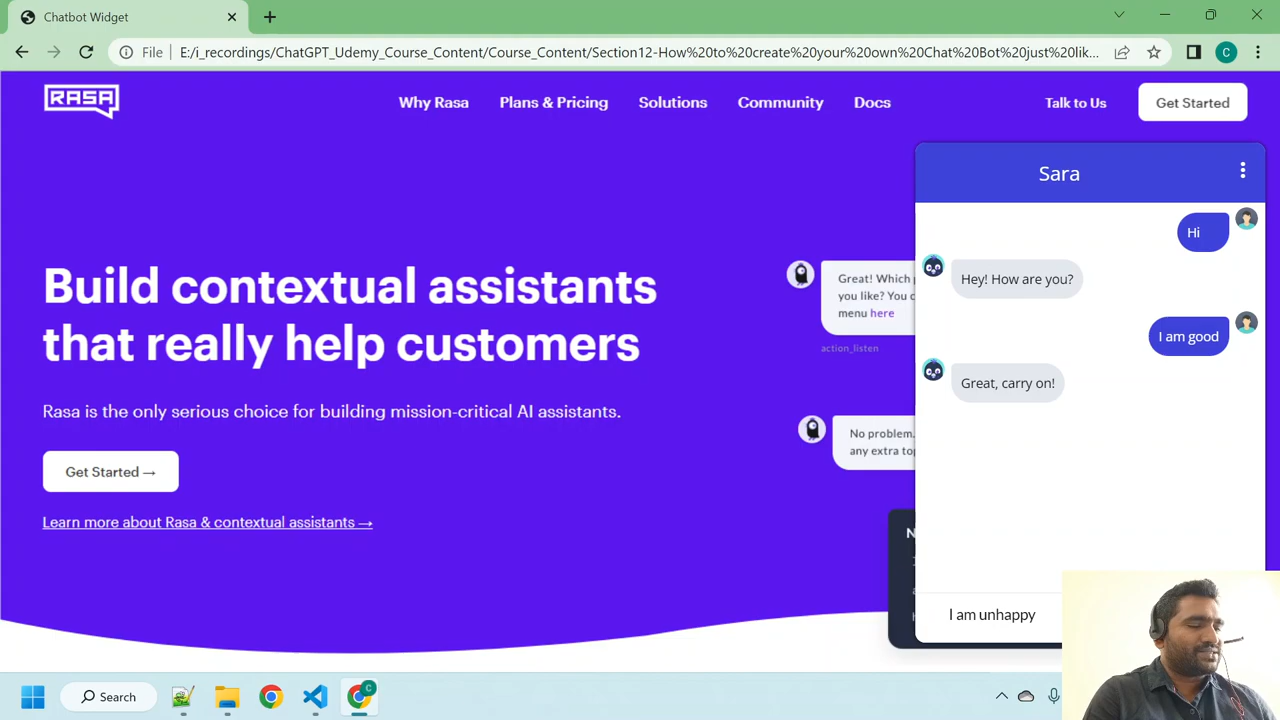 Chatbot Widget
File
E:/i_recordings/ChatGPT_Udemy_Course_Content/Course_Content/Section12-How%20to%20create%20your%20own%20Chat%20Bot%20just%20lik...
C
RASA
Why Rasa
Plans & Pricing
Solutions
Community
Docs
Talk to Us
Get Started
Build contextual assistants
that really help customers
Rasa is the only serious choice for building mission-critical AI assistants.
Get Started →
Learn more about Rasa & contextual assistants →
Great! Which
you like? You
menu here
action_listen
No problem.
any extra
Sara
Hi
Hey! How are you?
I am good
Great, carry on!
I am unhappy
Search
C